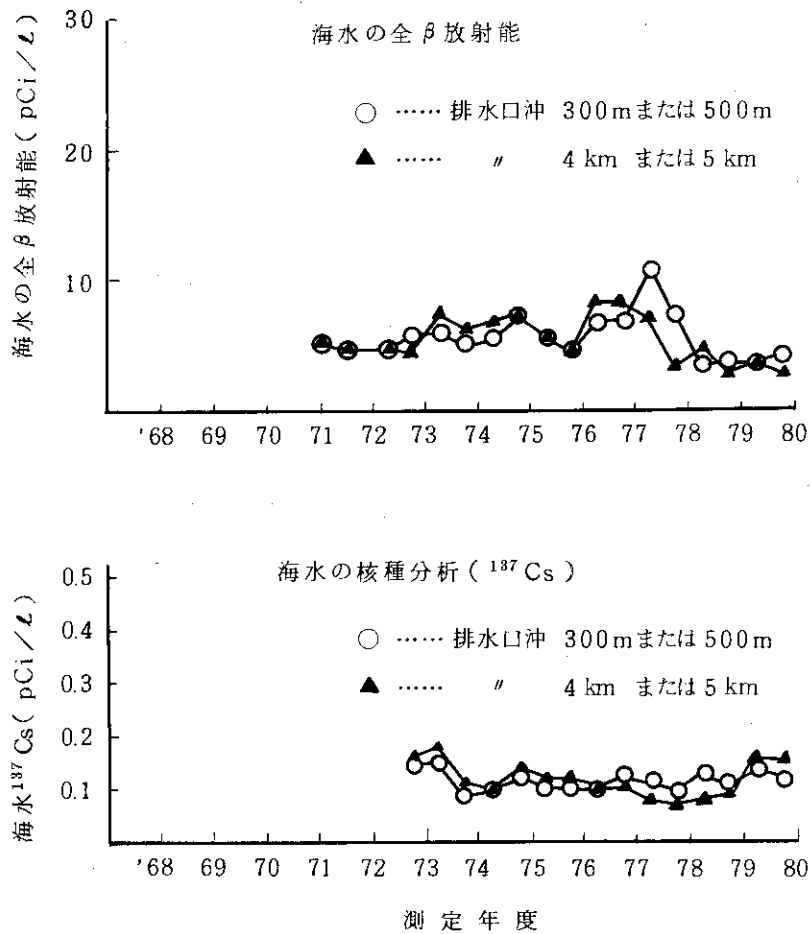 海水の全β放射能
○ …… 排水口沖 300mまたは500m
▲ …… 〃 4km または5km
海水の全β放射能(pCi/ℓ)
30
20
10
'68 69 70 71 72 73 74 75 76 77 78 79 80
海水の核種分析(¹³⁷Cs)
○ …… 排水口沖 300mまたは500m
▲ …… 〃 4km または5km
海水¹³⁷Cs(pCi/ℓ)
0.5
0.4
0.3
0.2
0.1
'68 69 70 71 72 73 74 75 76 77 78 79 80
測定年度